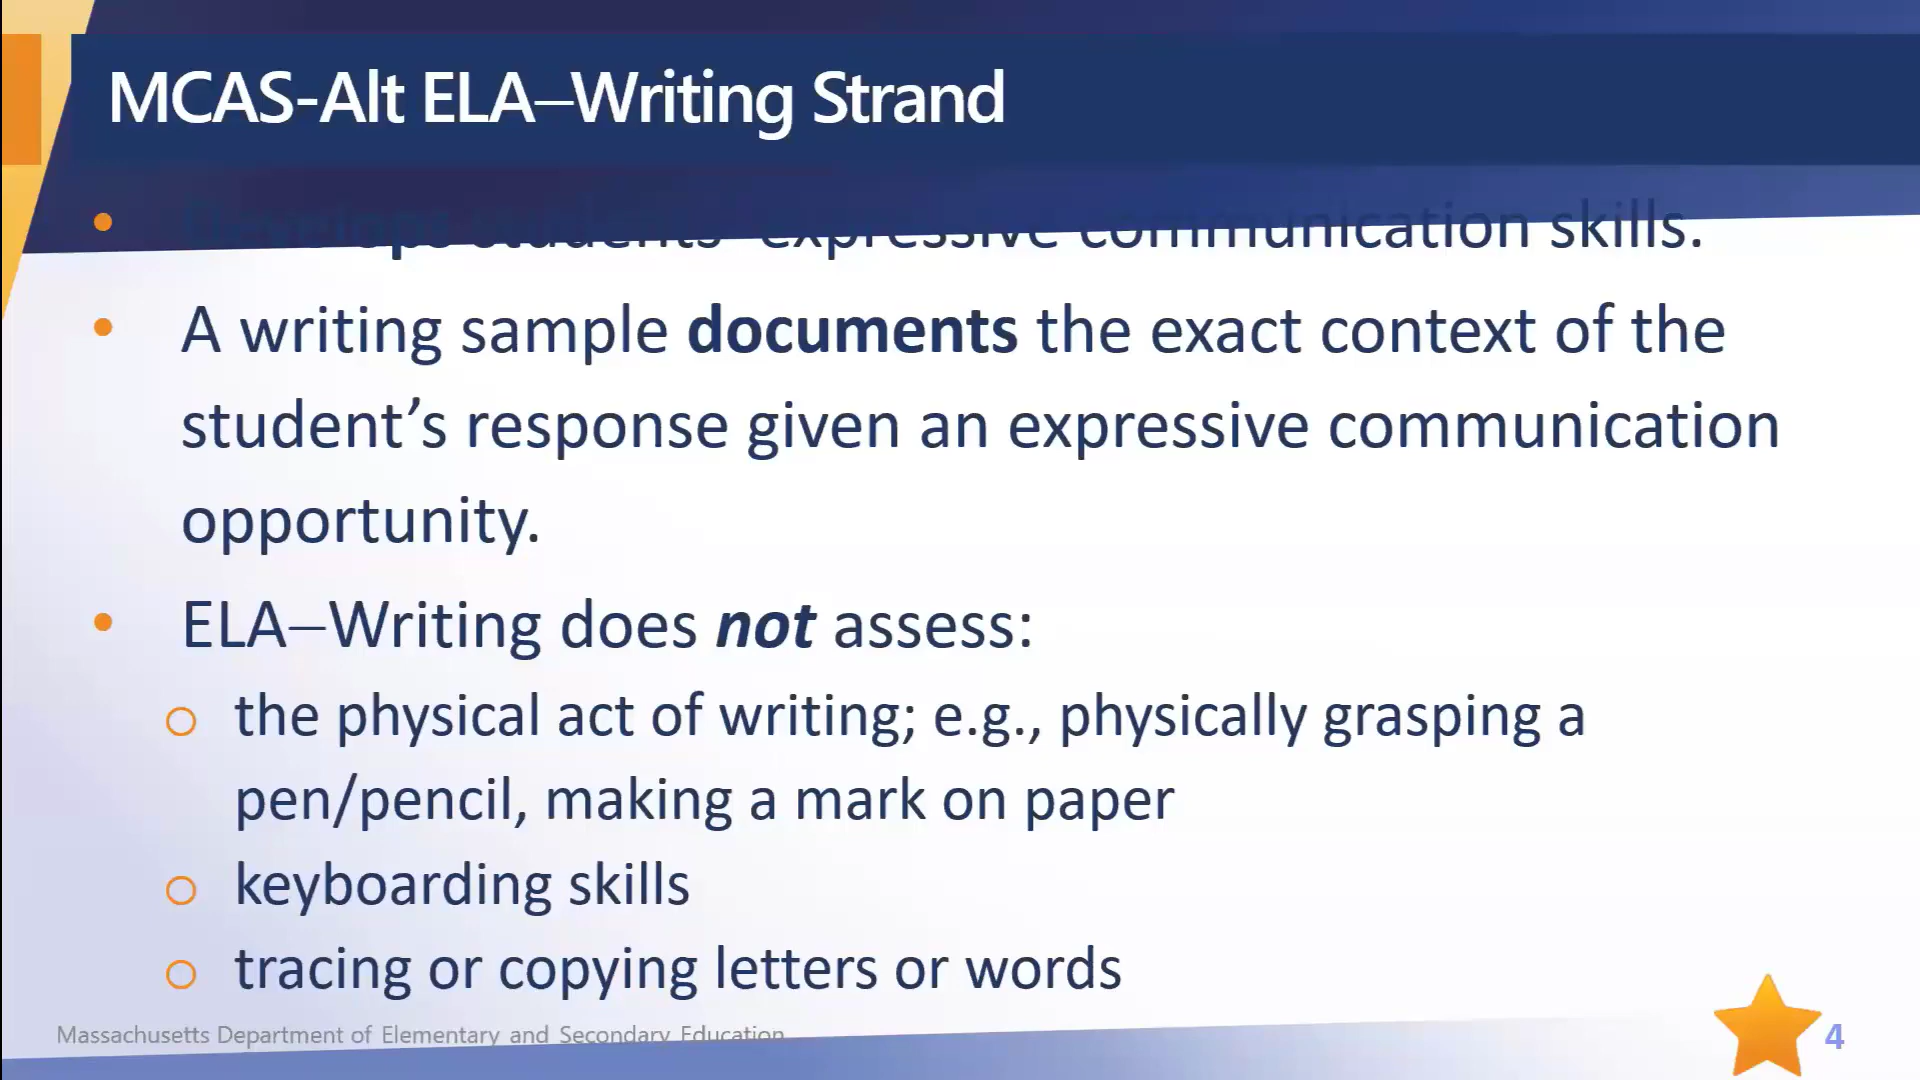 MCAS-Alt ELA–Writing Strand
• Develops students' expressive communication skills.
• A writing sample documents the exact context of the
student’s response given an expressive communication
opportunity.
• ELA–Writing does not assess:
o the physical act of writing; e.g., physically grasping a
pen/pencil, making a mark on paper
o keyboarding skills
o tracing or copying letters or words
Massachusetts Department of Elementary and Secondary Education
4